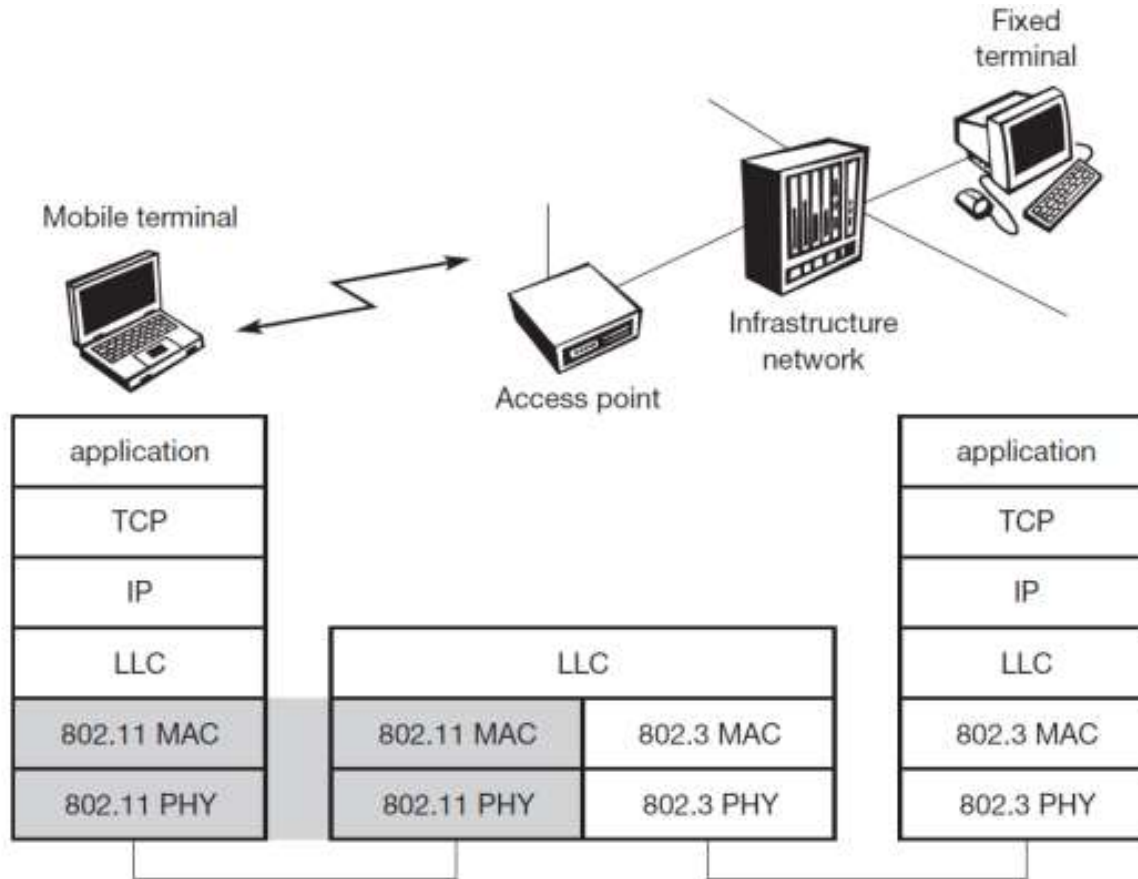 Fixed
terminal
Mobile terminal
Infrastructure
network
Access point
application
TCP
IP
LLC
802.11 MAC
802.11 PHY
LLC
802.11 MAC
802.3 MAC
802.11 PHY
802.3 PHY
application
TCP
IP
LLC
802.3 MAC
802.3 PHY